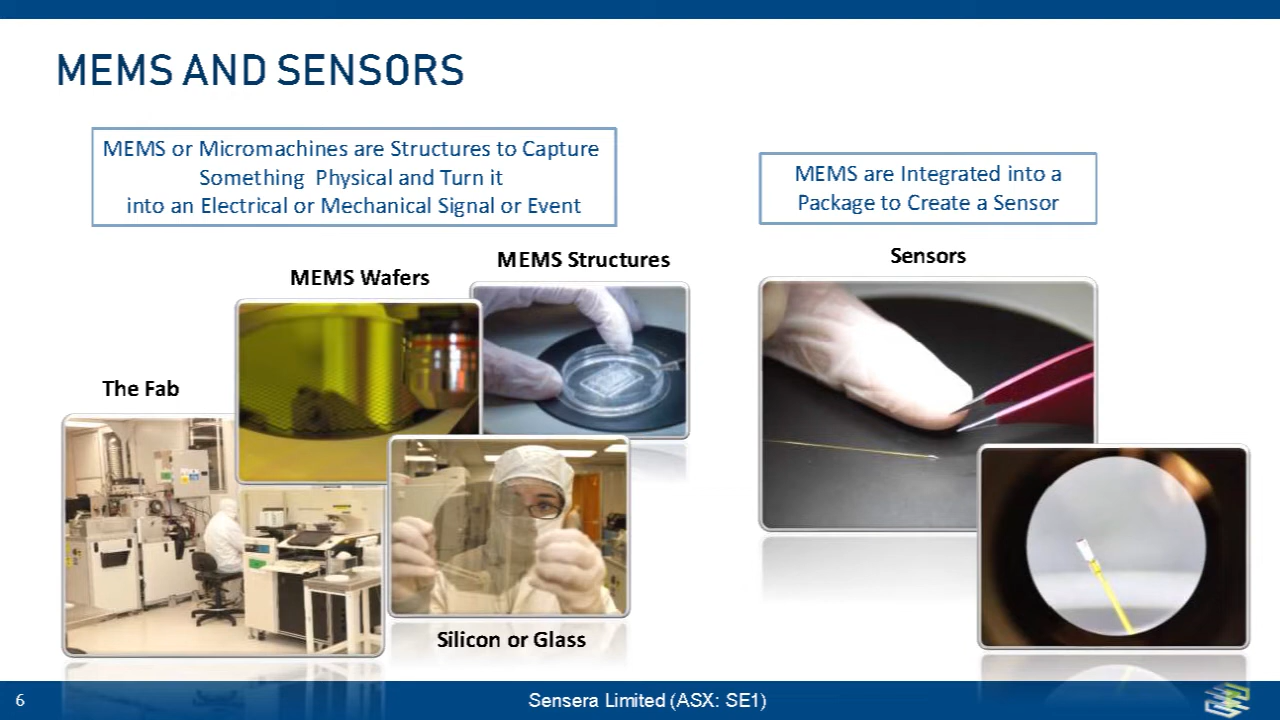 MEMS AND SENSORS
MEMS or Micromachines are Structures to Capture
Something Physical and Turn it
into an Electrical or Mechanical Signal or Event
MEMS are Integrated into a
Package to Create a Sensor
MEMS Structures
Sensors
MEMS Wafers
The Fab
Silicon or Glass
6
Sensera Limited (ASX: SE1)